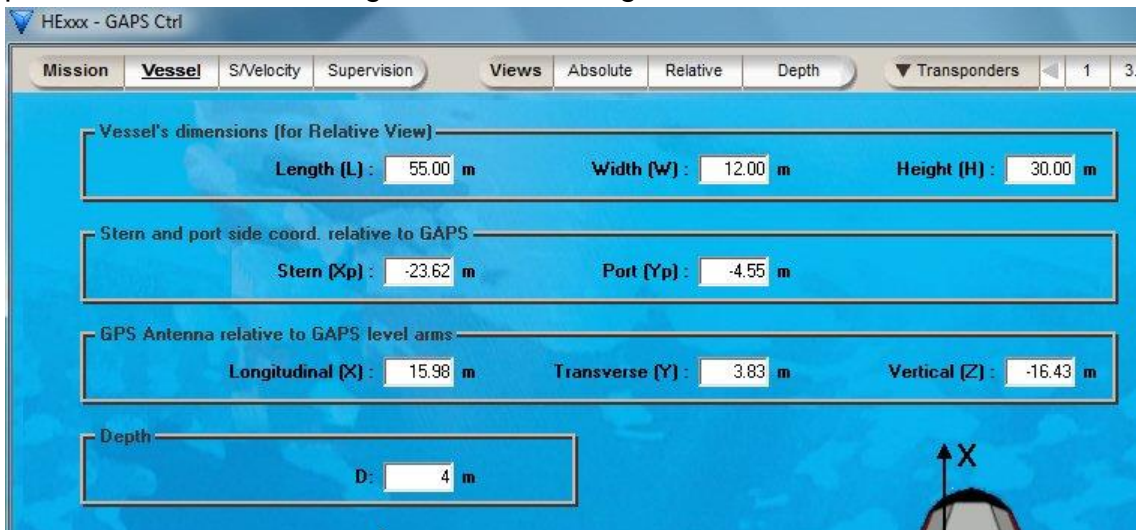 HExxx - GAPS Ctrl
Mission Vessel S/Velocity Supervision Views Absolute Relative Depth ▼ Transponders ◀ 1 3.
Vessel's dimensions (for Relative View)
Length (L) : 55.00 m Width (W) : 12.00 m Height (H) : 30.00 m
Stern and port side coord. relative to GAPS
Stern (Xp) : -23.62 m Port (Yp) : -4.55 m
GPS Antenna relative to GAPS level arms
Longitudinal (X) : 15.98 m Transverse (Y) : 3.83 m Vertical (Z) : -16.43 m
Depth
D: 4 m
X